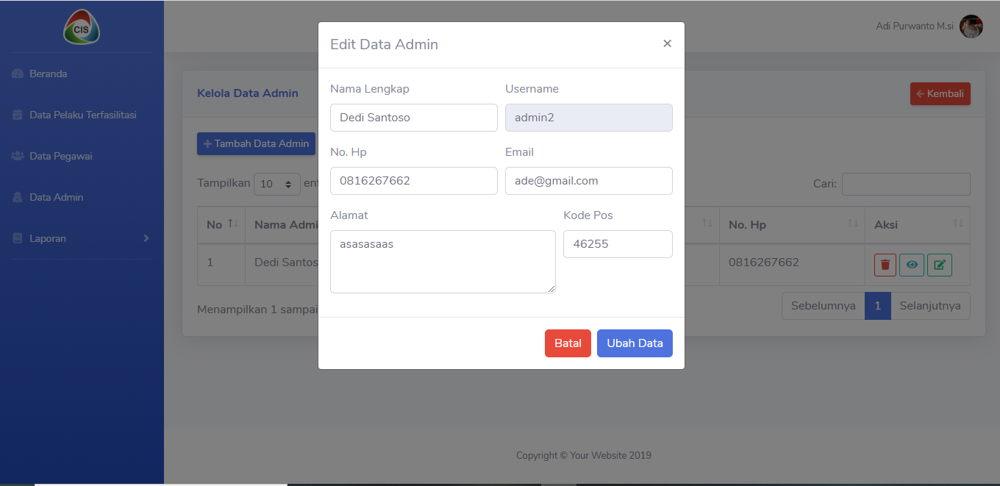 CIS
Adi Purwanto M.si
Beranda
Data Pelaku Terfasilitasi
Data Pegawai
Data Admin
Laporan
Kelola Data Admin
Kembali
Tambah Data Admin
Tampilkan 10 ent
Cari:
No Nama Admi No. Hp Aksi
1 Dedi Santos 0816267662
Menampilkan 1 sampai
Sebelumnya 1 Selanjutnya
Edit Data Admin ×
Nama Lengkap Username
Dedi Santoso admin2
No. Hp Email
0816267662 ade@gmail.com
Alamat Kode Pos
asasasaas 46255
Batal Ubah Data
Copyright © Your Website 2019